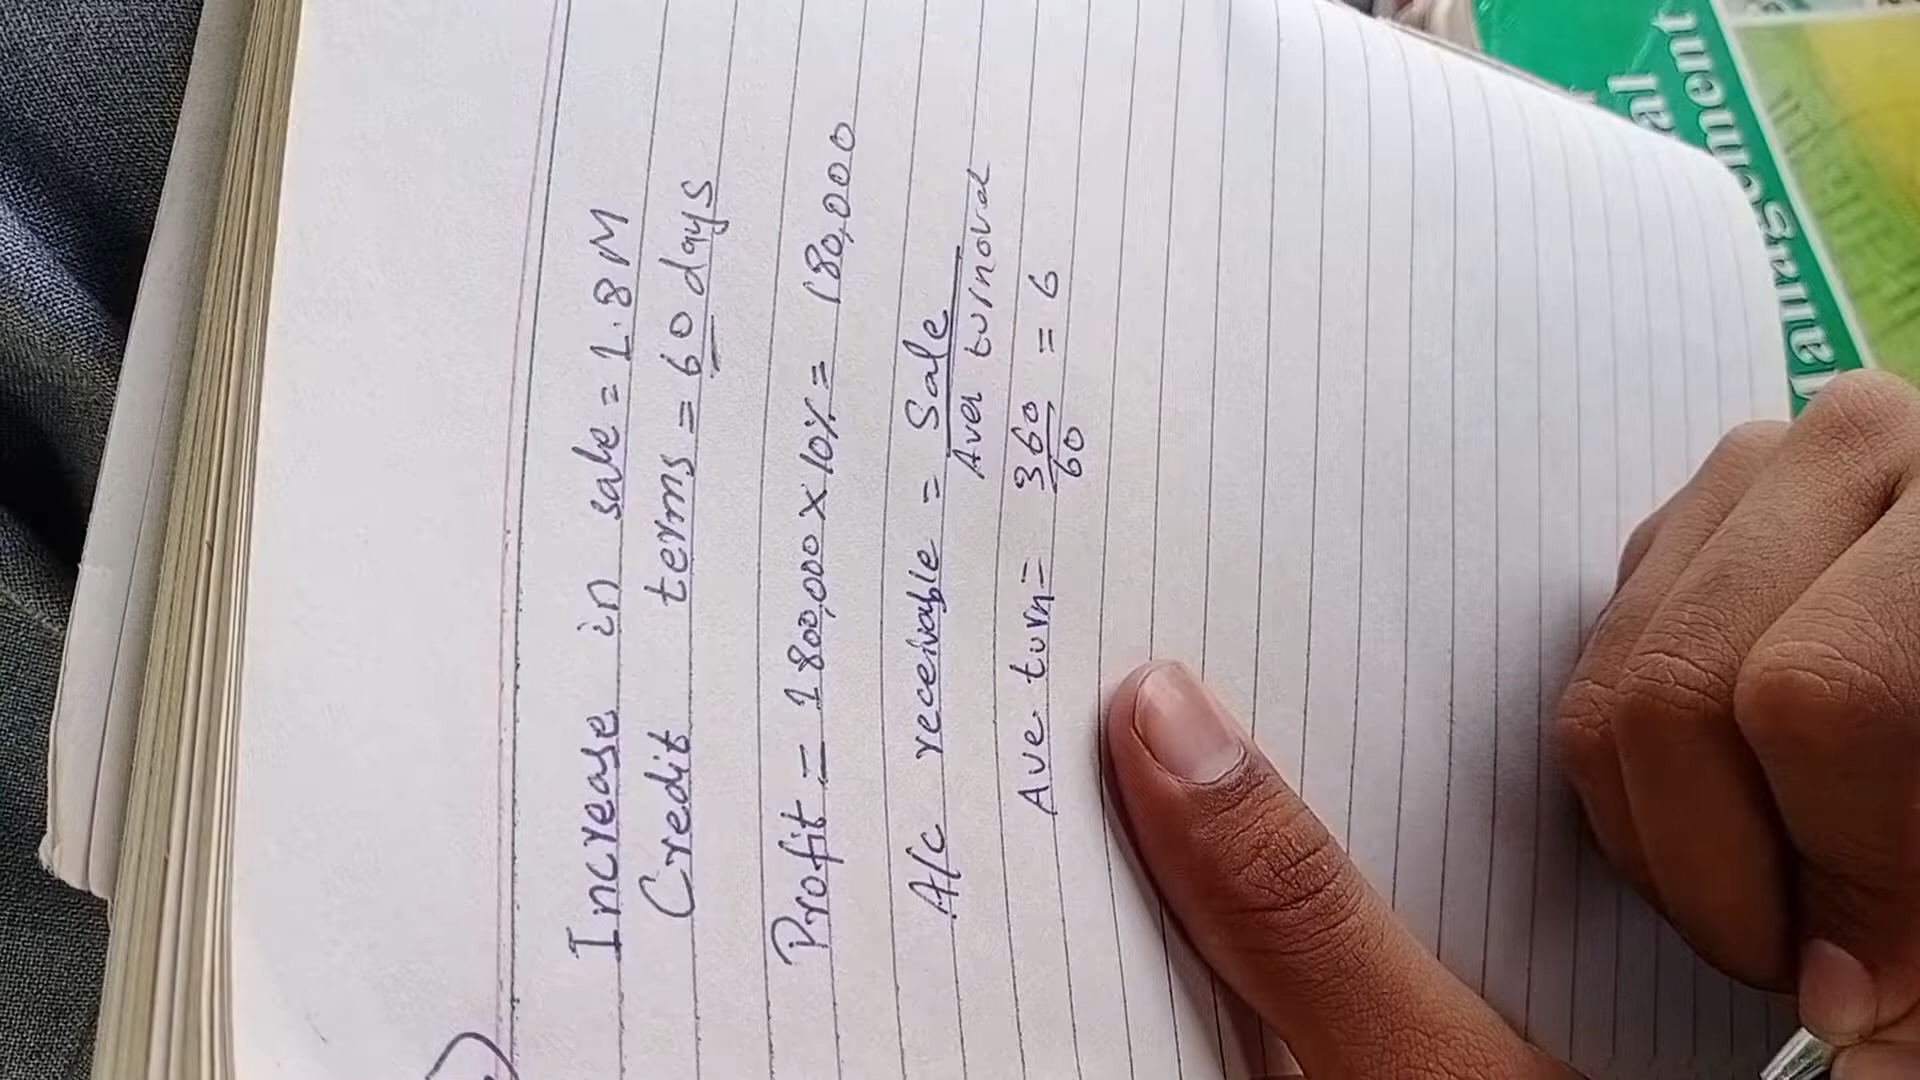 Increase in sale = 1.8M
Credit terms = 60 days
Profit = 1800,000 × 10% = 180,000
A/c receivable = Sale
Aver turnover
Ave turn = 360 = 6
60